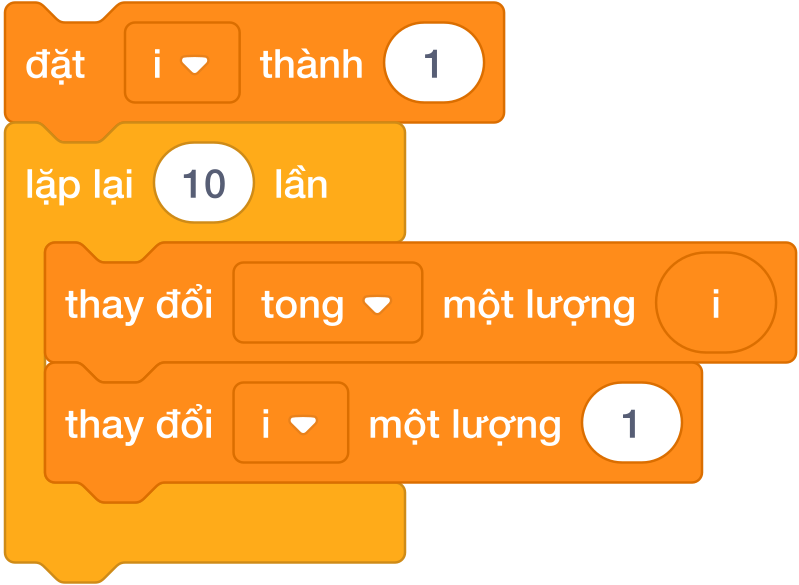 đặt i thành 1
lặp lại 10 lần
thay đổi tong một lượng i
thay đổi i một lượng 1